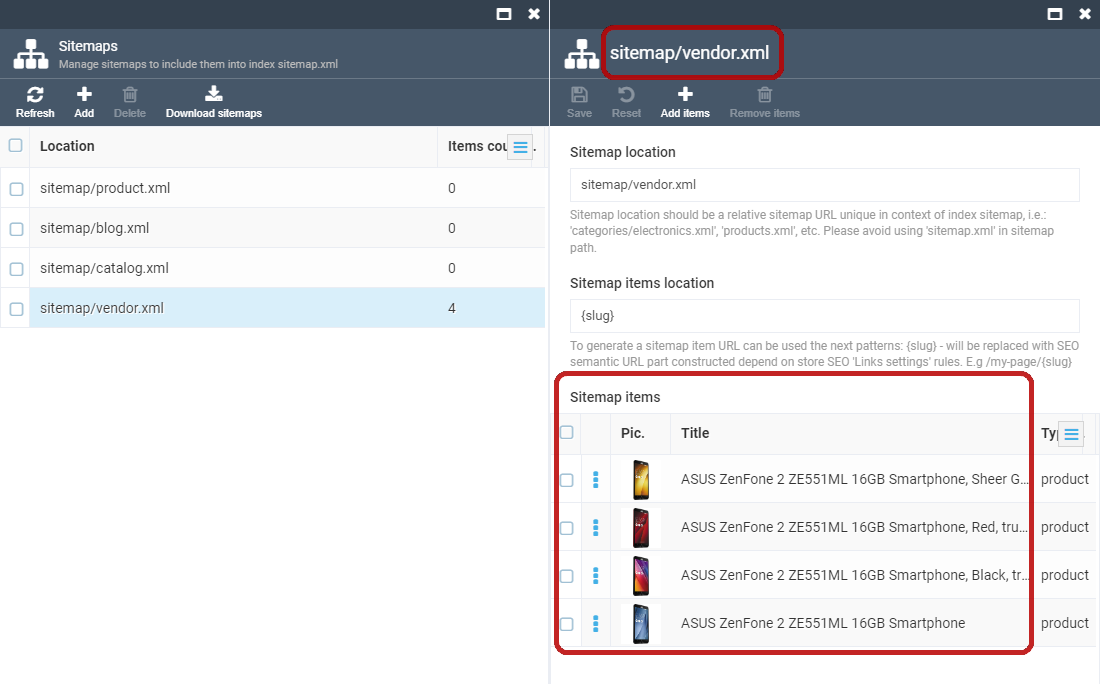 Sitemaps
Manage sitemaps to include them into index sitemap.xml
Refresh Add Delete Download sitemaps
Location Items cou .
sitemap/product.xml 0
sitemap/blog.xml 0
sitemap/catalog.xml 0
sitemap/vendor.xml 4
sitemap/vendor.xml
Save Reset Add items Remove items
Sitemap location
sitemap/vendor.xml
Sitemap location should be a relative sitemap URL unique in context of index sitemap, i.e.:
'categories/electronics.xml', 'products.xml', etc. Please avoid using 'sitemap.xml' in sitemap
path.
Sitemap items location
{slug}
To generate a sitemap item URL can be used the next patterns: {slug} - will be replaced with SEO
semantic URL part constructed depend on store SEO 'Links settings' rules. E.g /my-page/{slug}
Sitemap items
Pic. Title Ty
ASUS ZenFone 2 ZE551ML 16GB Smartphone, Sheer G... product
ASUS ZenFone 2 ZE551ML 16GB Smartphone, Red, tru... product
ASUS ZenFone 2 ZE551ML 16GB Smartphone, Black, tr... product
ASUS ZenFone 2 ZE551ML 16GB Smartphone product